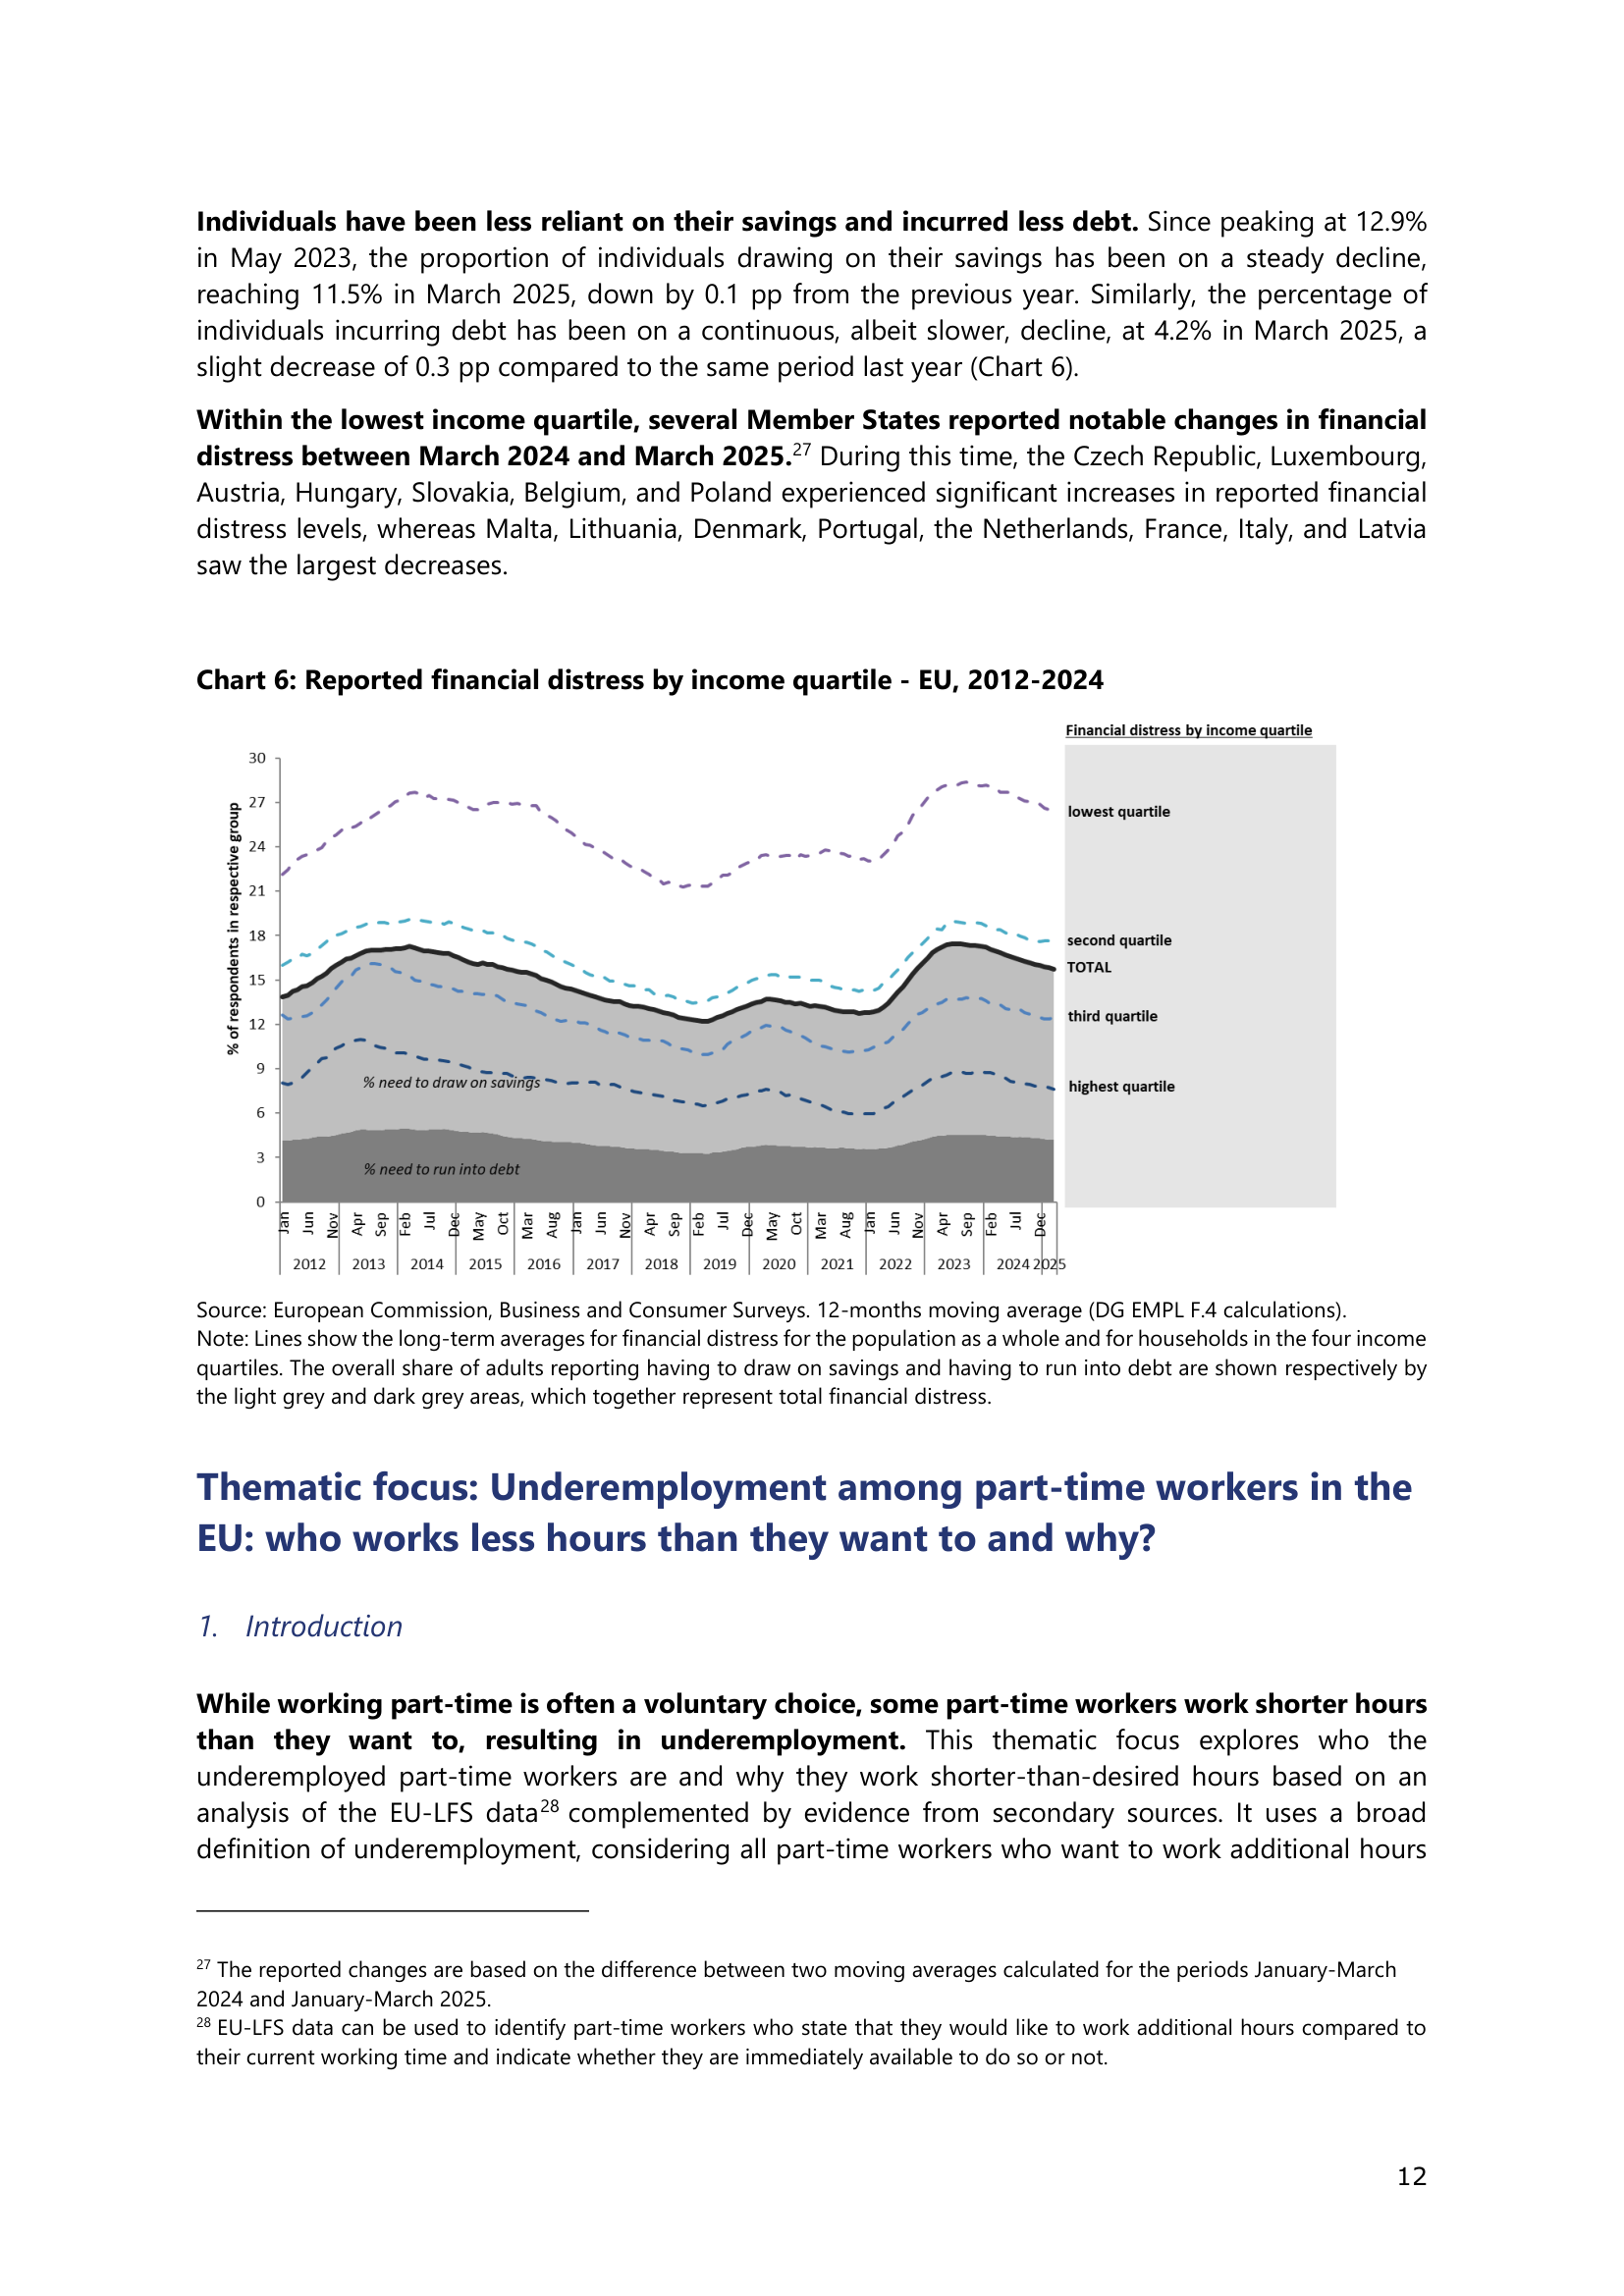 Individuals have been less reliant on their savings and incurred less debt. Since peaking at 12.9%
in May 2023, the proportion of individuals drawing on their savings has been on a steady decline,
reaching 11.5% in March 2025, down by 0.1 pp from the previous year. Similarly, the percentage of
individuals incurring debt has been on a continuous, albeit slower, decline, at 4.2% in March 2025, a
slight decrease of 0.3 pp compared to the same period last year (Chart 6).
Within the lowest income quartile, several Member States reported notable changes in financial
distress between March 2024 and March 2025.27 During this time, the Czech Republic, Luxembourg,
Austria, Hungary, Slovakia, Belgium, and Poland experienced significant increases in reported financial
distress levels, whereas Malta, Lithuania, Denmark, Portugal, the Netherlands, France, Italy, and Latvia
saw the largest decreases.
Chart 6: Reported financial distress by income quartile - EU, 2012-2024
Financial distress by income quartile
% of respondents in respective group
30
27
24
21
18
15
12
9
6
3
0
lowest quartile
second quartile
TOTAL
third quartile
highest quartile
% need to draw on savings
% need to run into debt
Jan Jun Nov Apr Sep Feb Jul Dec May Oct Mar Aug Jan Jun Nov Apr Sep Feb Jul Dec May Oct Mar Aug Jan Jun Nov Apr Sep Feb Jul Dec
2012 2013 2014 2015 2016 2017 2018 2019 2020 2021 2022 2023 2024 2025
Source: European Commission, Business and Consumer Surveys. 12-months moving average (DG EMPL F.4 calculations).
Note: Lines show the long-term averages for financial distress for the population as a whole and for households in the four income
quartiles. The overall share of adults reporting having to draw on savings and having to run into debt are shown respectively by
the light grey and dark grey areas, which together represent total financial distress.
Thematic focus: Underemployment among part-time workers in the
EU: who works less hours than they want to and why?
1. Introduction
While working part-time is often a voluntary choice, some part-time workers work shorter hours
than they want to, resulting in underemployment. This thematic focus explores who the
underemployed part-time workers are and why they work shorter-than-desired hours based on an
analysis of the EU-LFS data28 complemented by evidence from secondary sources. It uses a broad
definition of underemployment, considering all part-time workers who want to work additional hours
27 The reported changes are based on the difference between two moving averages calculated for the periods January-March
2024 and January-March 2025.
28 EU-LFS data can be used to identify part-time workers who state that they would like to work additional hours compared to
their current working time and indicate whether they are immediately available to do so or not.
12